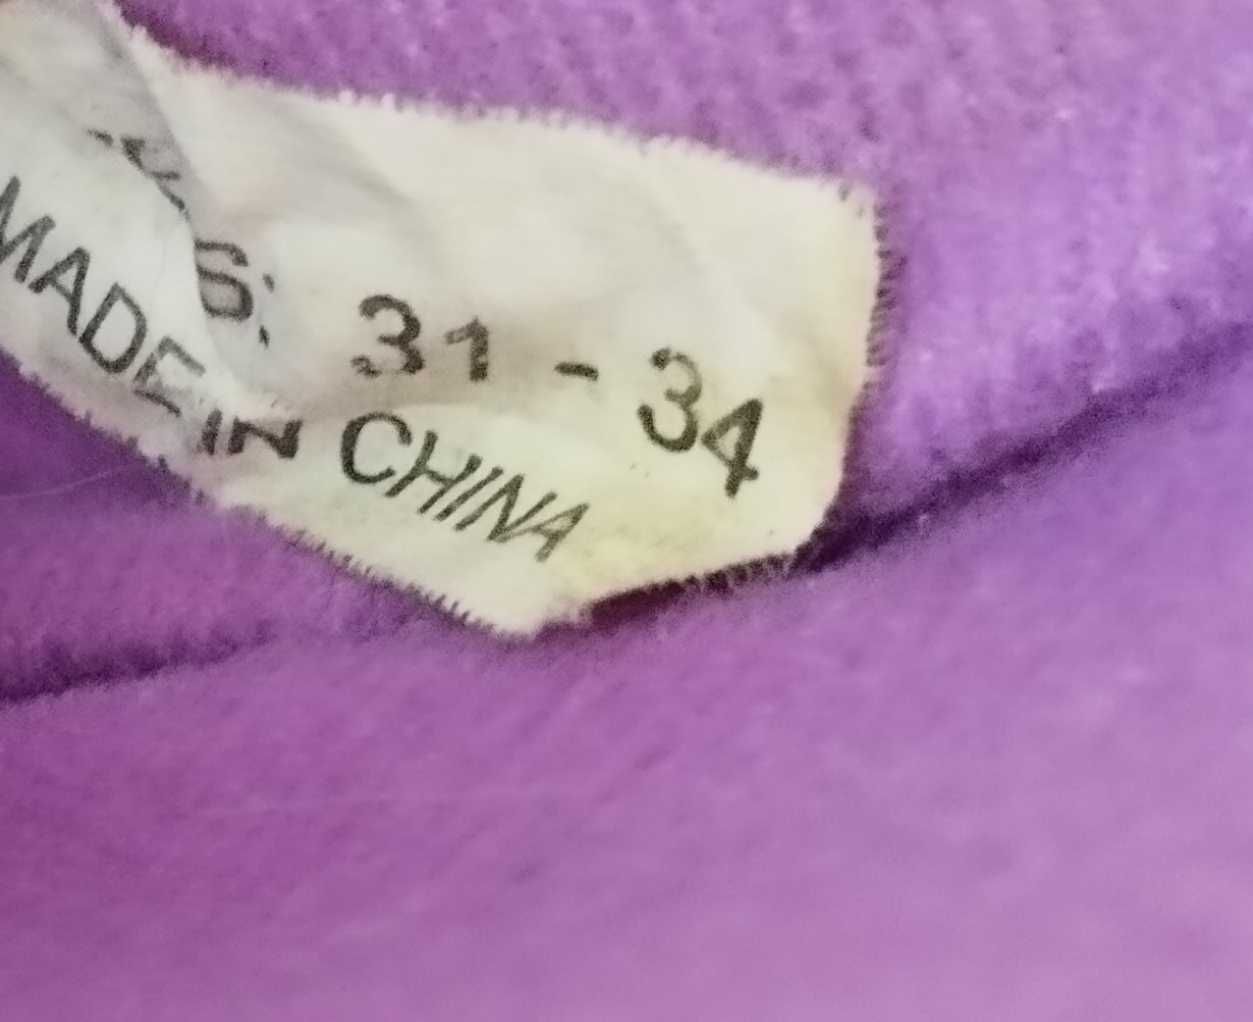 S: 31 - 34
MADE IN CHINA